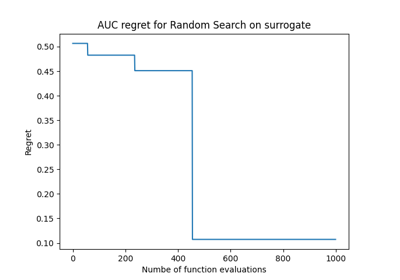 AUC regret for Random Search on surrogate
0.50
0.45
0.40
0.35
0.30
0.25
0.20
0.15
0.10
Regret
0 200 400 600 800 1000
Numbe of function evaluations